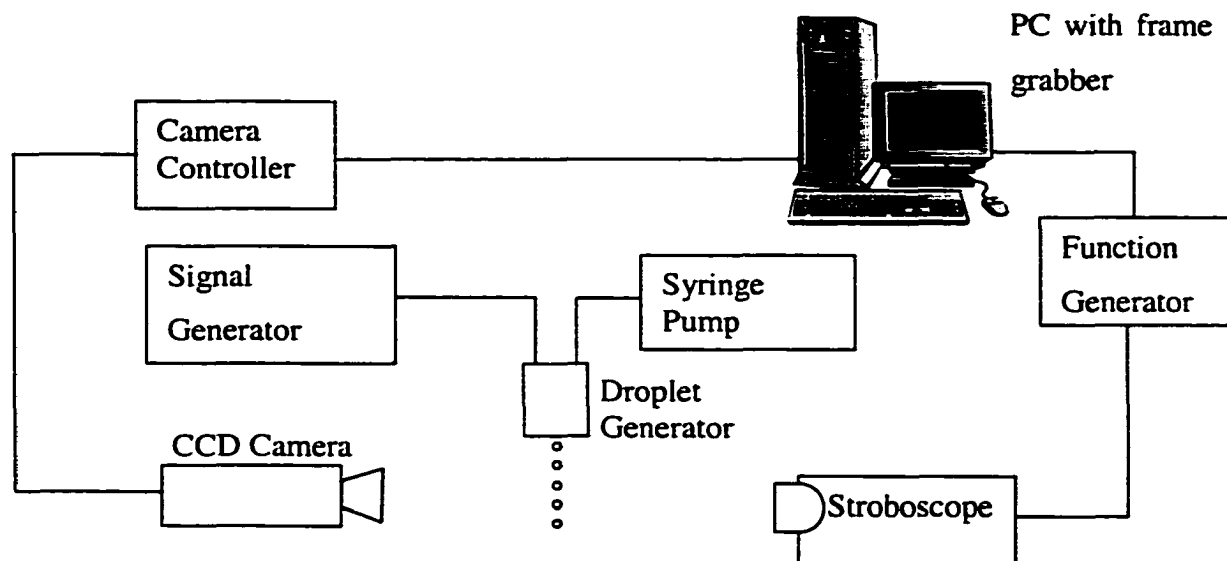 PC with frame
grabber
Camera
Controller
Signal
Generator
Syringe
Pump
Function
Generator
Droplet
Generator
CCD Camera
Stroboscope